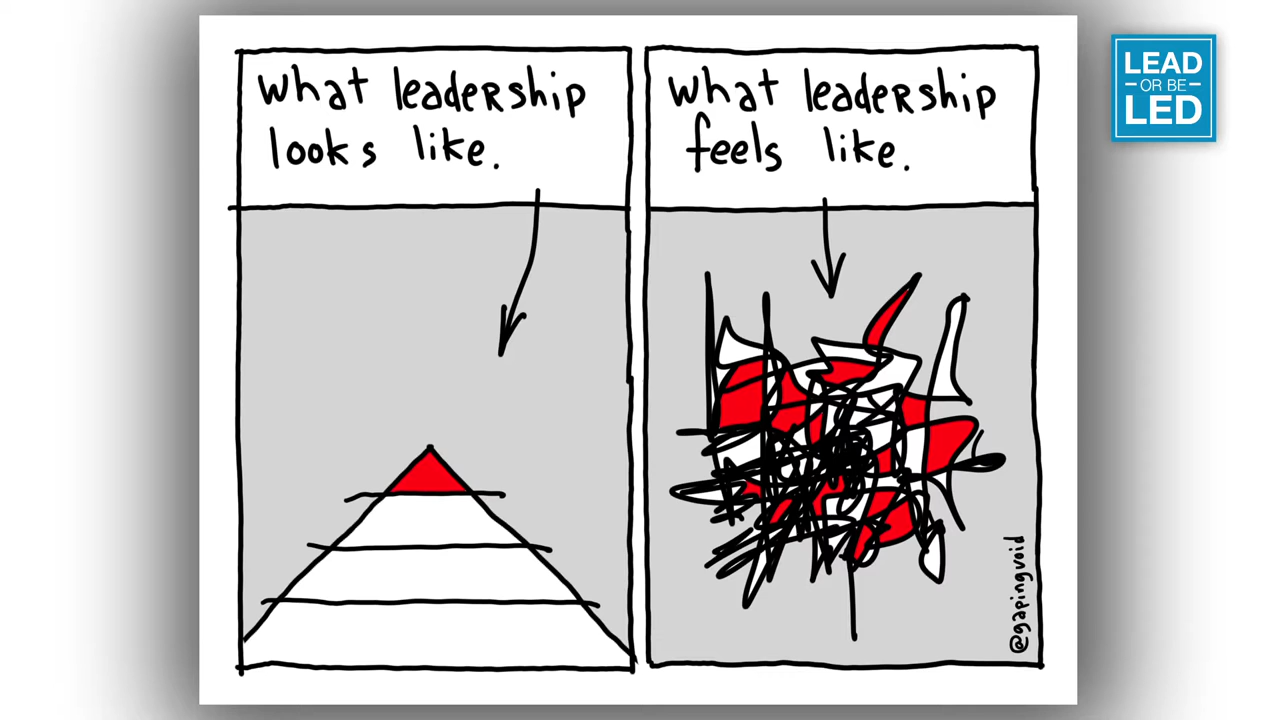 what leadership
looks like.
what leadership
feels like.
@gapingvoid
LEAD
OR BE
LED